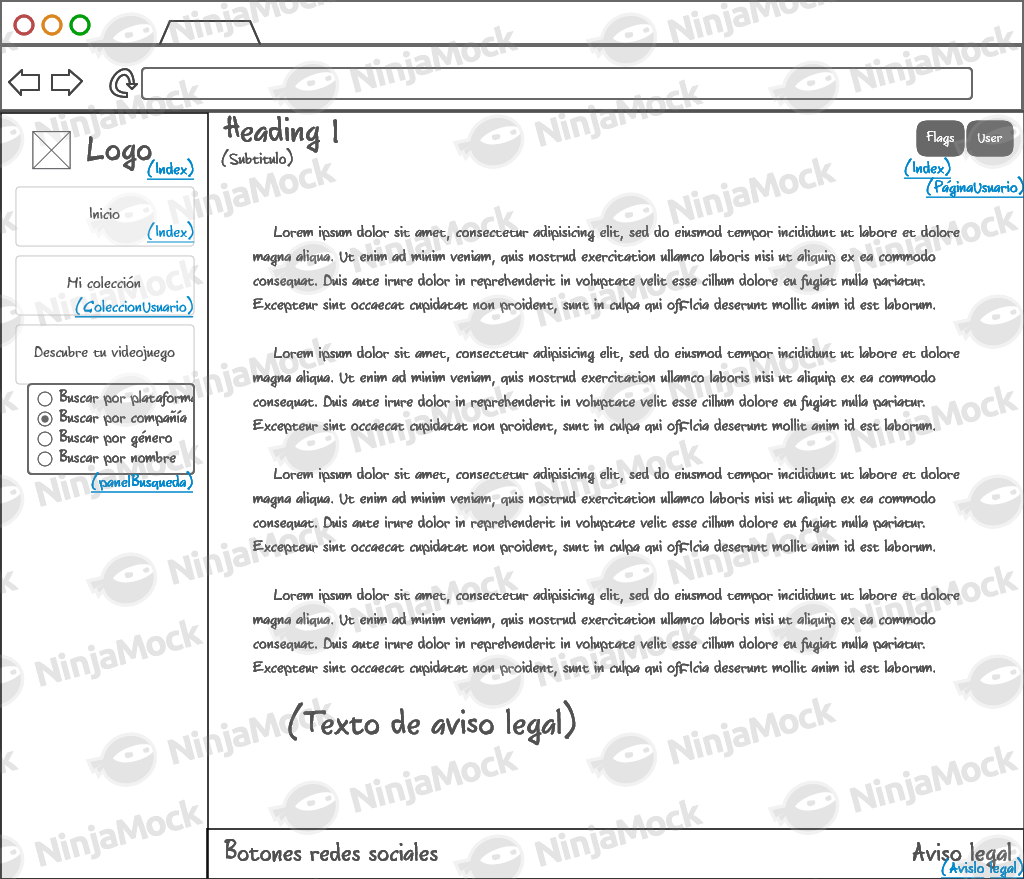 Logo
(Index)
Inicio
(Index)
Mi colección
(ColeccionUsuario)
Descubre tu videojuego
Buscar por plataforma
Buscar por compañía
Buscar por género
Buscar por nombre
(panelBusqueda)
Heading 1
(Subtitulo)
Flags
User
(Index)
(PáginaUsuario)
Lorem ipsum dolor sit amet, consectetur adipisicing elit, sed do eiusmod tempor incididunt ut labore et dolore
magna aliqua. Ut enim ad minim veniam, quis nostrud exercitation ullamco laboris nisi ut aliquip ex ea commodo
consequat. Duis aute irure dolor in reprehenderit in voluptate velit esse cillum dolore eu fugiat nulla pariatur.
Excepteur sint occaecat cupidatat non proident, sunt in culpa qui officia deserunt mollit anim id est laborum.
Lorem ipsum dolor sit amet, consectetur adipisicing elit, sed do eiusmod tempor incididunt ut labore et dolore
magna aliqua. Ut enim ad minim veniam, quis nostrud exercitation ullamco laboris nisi ut aliquip ex ea commodo
consequat. Duis aute irure dolor in reprehenderit in voluptate velit esse cillum dolore eu fugiat nulla pariatur.
Excepteur sint occaecat cupidatat non proident, sunt in culpa qui officia deserunt mollit anim id est laborum.
Lorem ipsum dolor sit amet, consectetur adipisicing elit, sed do eiusmod tempor incididunt ut labore et dolore
magna aliqua. Ut enim ad minim veniam, quis nostrud exercitation ullamco laboris nisi ut aliquip ex ea commodo
consequat. Duis aute irure dolor in reprehenderit in voluptate velit esse cillum dolore eu fugiat nulla pariatur.
Excepteur sint occaecat cupidatat non proident, sunt in culpa qui officia deserunt mollit anim id est laborum.
Lorem ipsum dolor sit amet, consectetur adipisicing elit, sed do eiusmod tempor incididunt ut labore et dolore
magna aliqua. Ut enim ad minim veniam, quis nostrud exercitation ullamco laboris nisi ut aliquip ex ea commodo
consequat. Duis aute irure dolor in reprehenderit in voluptate velit esse cillum dolore eu fugiat nulla pariatur.
Excepteur sint occaecat cupidatat non proident, sunt in culpa qui officia deserunt mollit anim id est laborum.
(Texto de aviso legal)
Botones redes sociales
Aviso legal
(Avislo legal)
NinjaMock